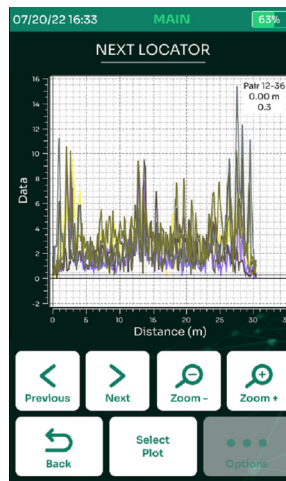 07/20/22 16:33 MAIN 63%
NEXT LOCATOR
Pair 12-36
0.00 m
0.3
16
14
12
10
8
6
4
2
0
-2
Data
0 5 10 15 20 25 30
Distance (m)
Previous Next Zoom - Zoom +
Back Select Plot Options